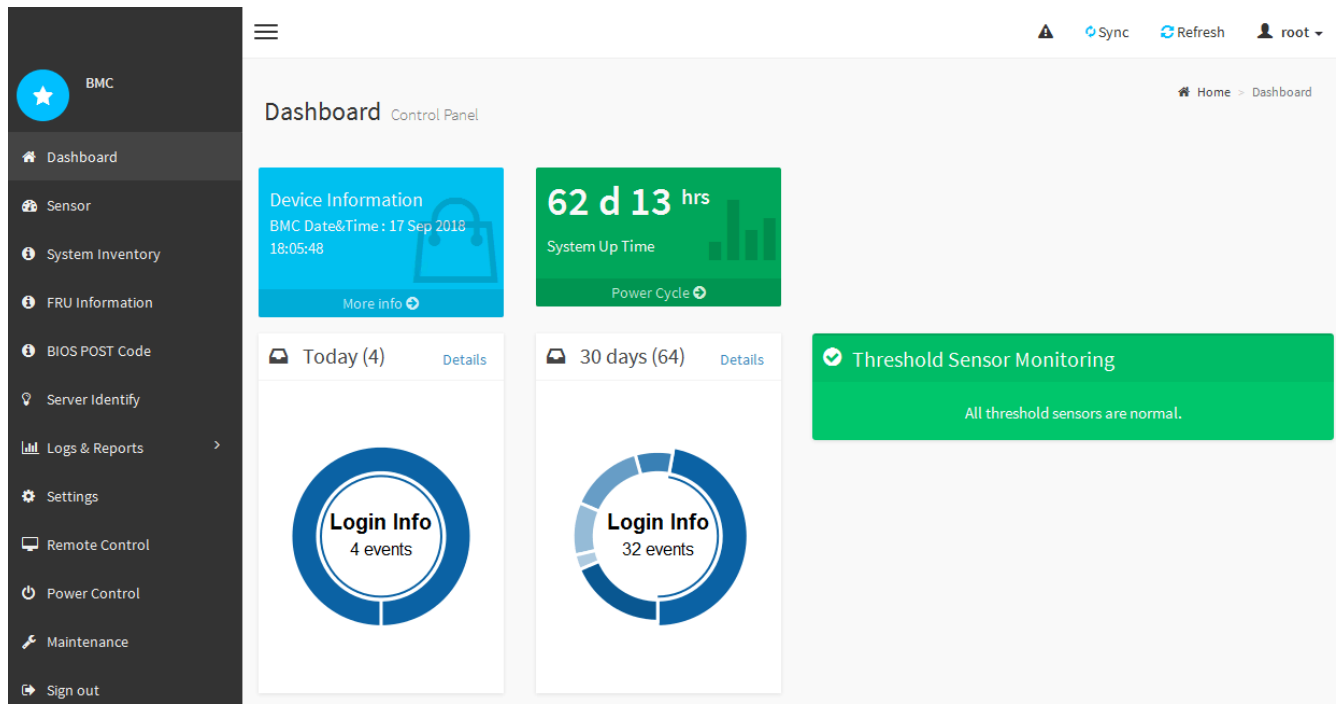 Sync
Refresh
root
BMC
Home > Dashboard
Dashboard Control Panel
Dashboard
Sensor
System Inventory
FRU Information
BIOS POST Code
Server Identify
Logs & Reports
Settings
Remote Control
Power Control
Maintenance
Sign out
Device Information
BMC Date&Time : 17 Sep 2018
18:05:48
More info
62 d 13 hrs
System Up Time
Power Cycle
Today (4)
Details
Login Info
4 events
30 days (64)
Details
Login Info
32 events
Threshold Sensor Monitoring
All threshold sensors are normal.